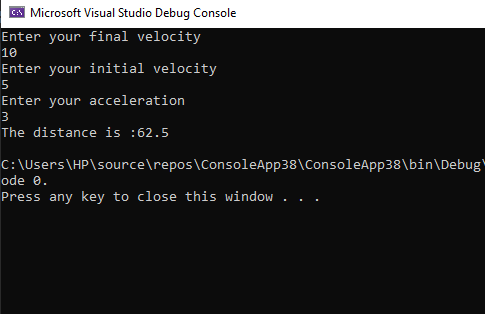 Microsoft Visual Studio Debug Console
Enter your final velocity
10
Enter your initial velocity
5
Enter your acceleration
3
The distance is :62.5
C:\Users\HP\source\repos\ConsoleApp38\ConsoleApp38\bin\Debug\
ode 0.
Press any key to close this window . . .